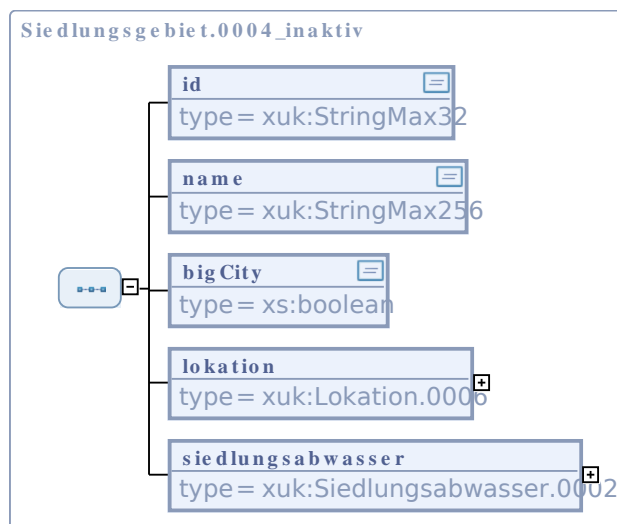 Siedlungsgebiet.0004_inaktiv
id
type= xuk:StringMax32
name
type= xuk:StringMax256
bigCity
type= xs:boolean
lokation
type= xuk:Lokation.0006
siedlungsabwasser
type= xuk:Siedlungsabwasser.0002